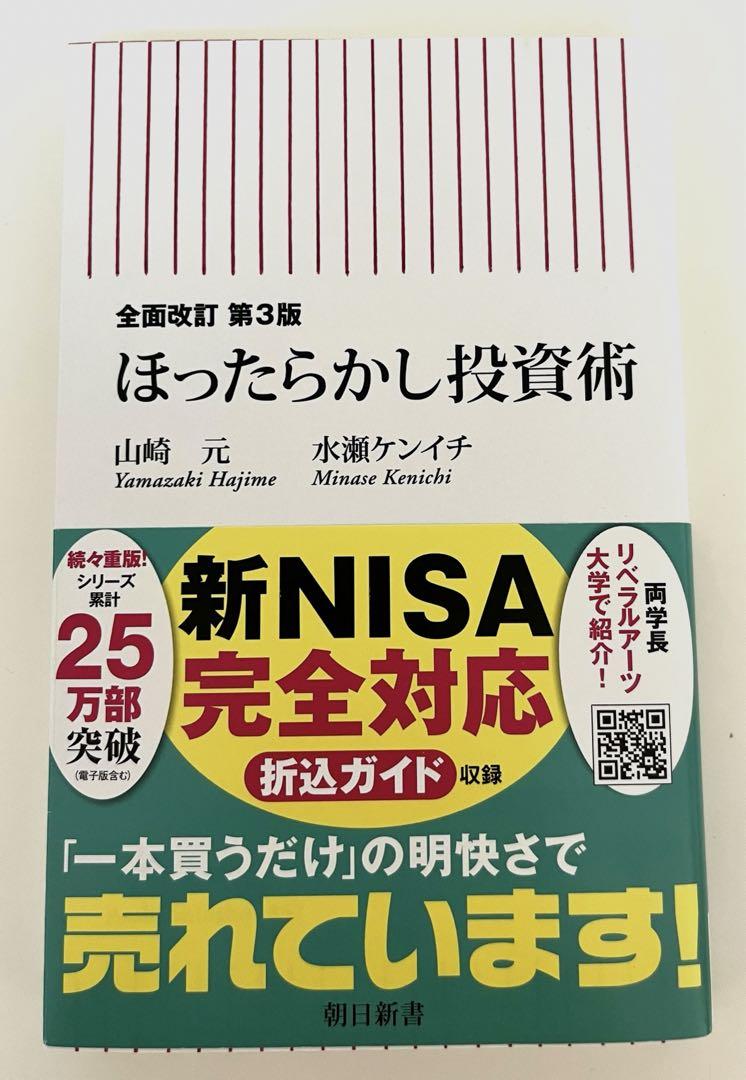 全面改訂 第3版
ほったらかし投資術
山崎 元
Yamazaki Hajime
水瀬ケンイチ
Minase Kenichi
続々重版!
シリーズ
累計
25
万部
突破
(電子版含む)
新NISA
完全対応
折込ガイド 収録
両学長
リベラルアーツ
大学で紹介!
「一本買うだけ」の明快さで
売れています!
朝日新書